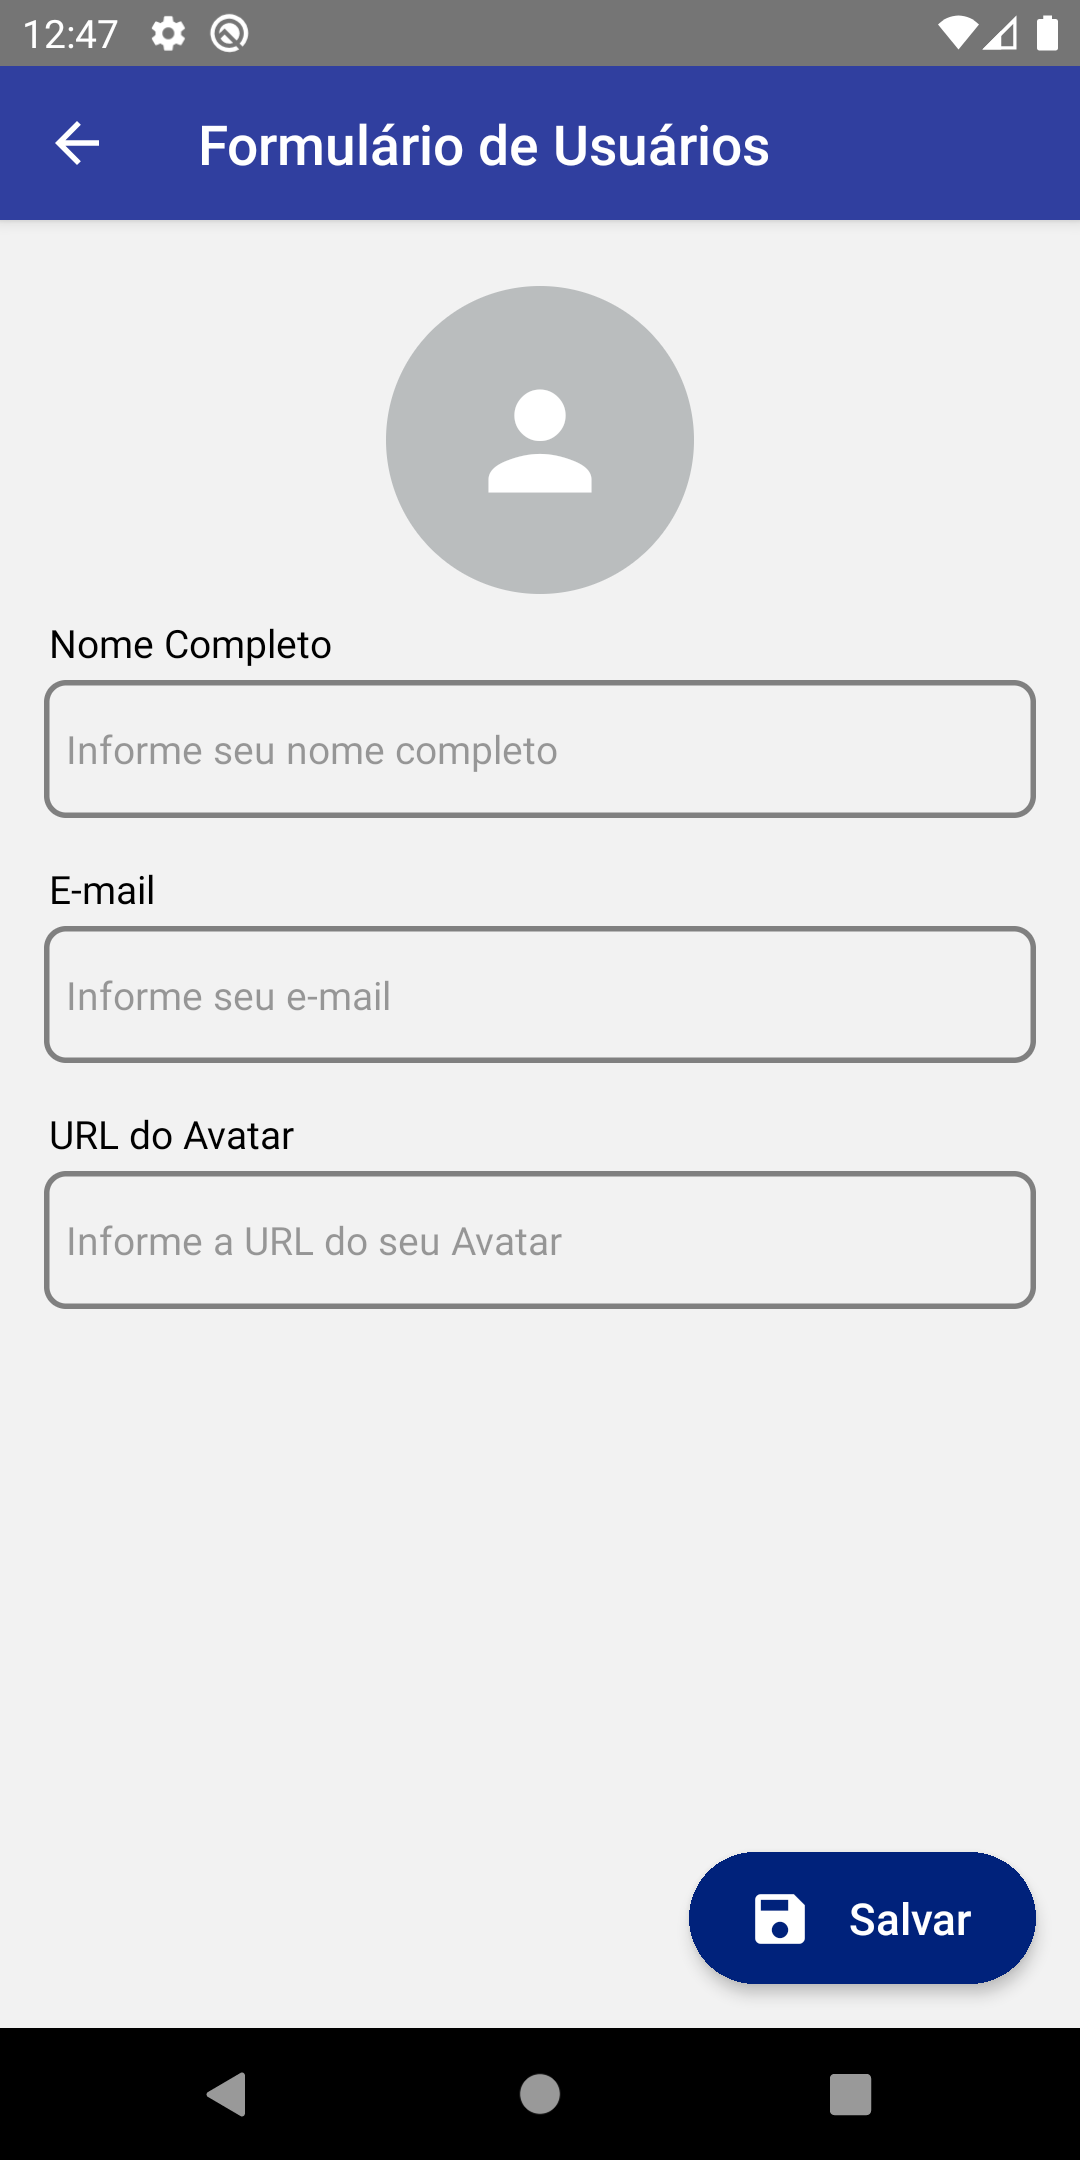 12:47
Formulário de Usuários
Nome Completo
Informe seu nome completo
E-mail
Informe seu e-mail
URL do Avatar
Informe a URL do seu Avatar
Salvar